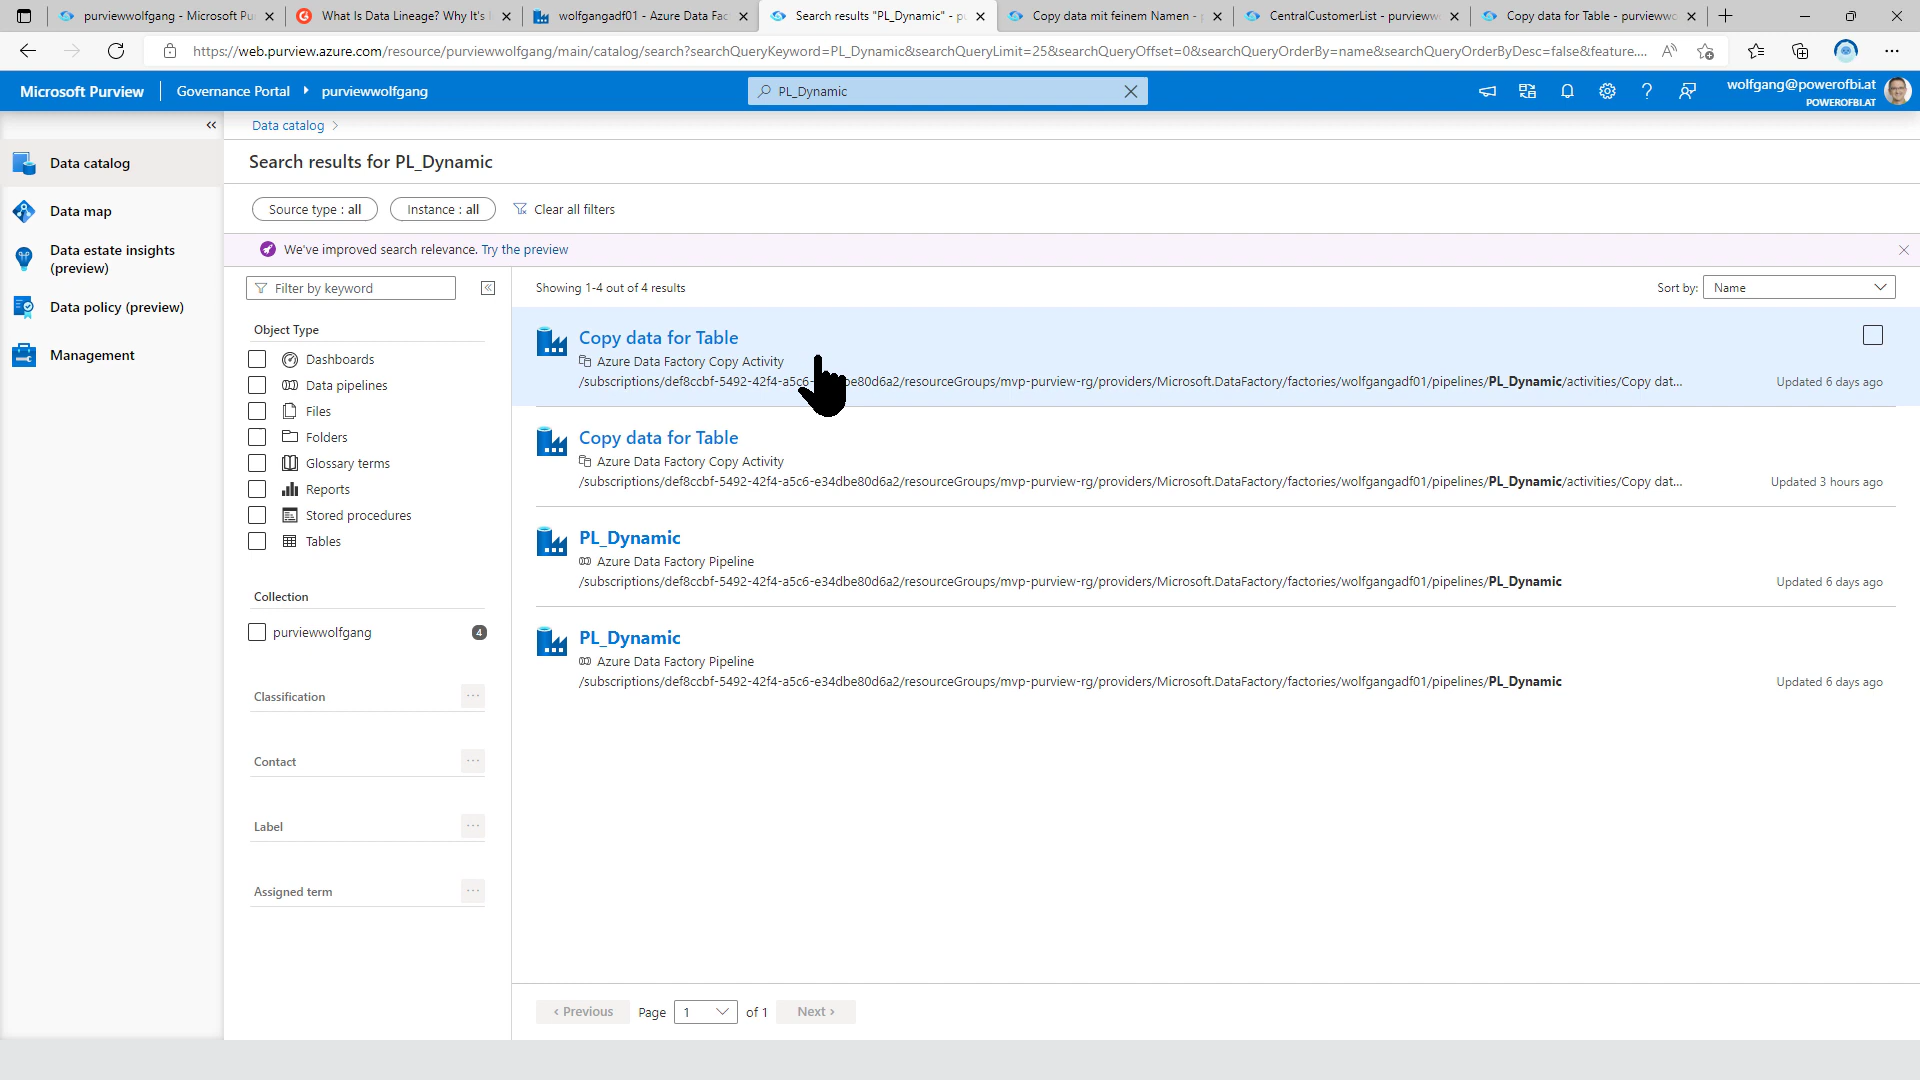 purviewwolfgang - Microsoft Pu
What Is Data Lineage? Why It's
wolfgangadf01 - Azure Data Fac
Search results "PL_Dynamic" - p
Copy data mit feinem Namen -
CentralCustomerList - purvieww
Copy data for Table - purviewwo
https://web.purview.azure.com/resource/purviewwolfgang/main/catalog/search?searchQueryKeyword=PL_Dynamic&searchQueryLimit=25&searchQueryOffset=0&searchQueryOrderBy=name&searchQueryOrderByDesc=false&feature....
Microsoft Purview
Governance Portal
purviewwolfgang
PL_Dynamic
wolfgang@powerofbi.at
POWEROFBI.AT
Data catalog
Data map
Data estate insights
(preview)
Data policy (preview)
Management
Data catalog
Search results for PL_Dynamic
Source type : all
Instance : all
Clear all filters
We've improved search relevance. Try the preview
Filter by keyword
Object Type
Dashboards
Data pipelines
Files
Folders
Glossary terms
Reports
Stored procedures
Tables
Collection
purviewwolfgang
4
Classification
Contact
Label
Assigned term
Showing 1-4 out of 4 results
Sort by: Name
Copy data for Table
Azure Data Factory Copy Activity
/subscriptions/def8ccbf-5492-42f4-a5c6- be80d6a2/resourceGroups/mvp-purview-rg/providers/Microsoft.DataFactory/factories/wolfgangadf01/pipelines/PL_Dynamic/activities/Copy dat...
Updated 6 days ago
Copy data for Table
Azure Data Factory Copy Activity
/subscriptions/def8ccbf-5492-42f4-a5c6-e34dbe80d6a2/resourceGroups/mvp-purview-rg/providers/Microsoft.DataFactory/factories/wolfgangadf01/pipelines/PL_Dynamic/activities/Copy dat...
Updated 3 hours ago
PL_Dynamic
Azure Data Factory Pipeline
/subscriptions/def8ccbf-5492-42f4-a5c6-e34dbe80d6a2/resourceGroups/mvp-purview-rg/providers/Microsoft.DataFactory/factories/wolfgangadf01/pipelines/PL_Dynamic
Updated 6 days ago
PL_Dynamic
Azure Data Factory Pipeline
/subscriptions/def8ccbf-5492-42f4-a5c6-e34dbe80d6a2/resourceGroups/mvp-purview-rg/providers/Microsoft.DataFactory/factories/wolfgangadf01/pipelines/PL_Dynamic
Updated 6 days ago
‹ Previous
Page 1 of 1
Next ›